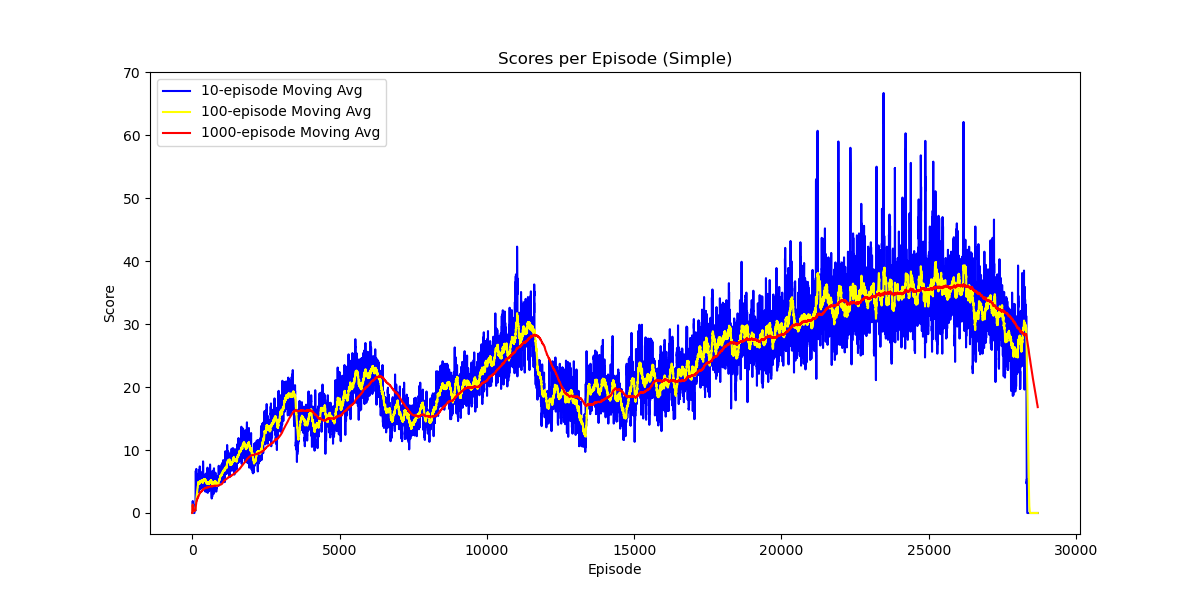 Scores per Episode (Simple)
70
60
50
40
30
20
10
0
Score
10-episode Moving Avg
100-episode Moving Avg
1000-episode Moving Avg
0 5000 10000 15000 20000 25000 30000
Episode